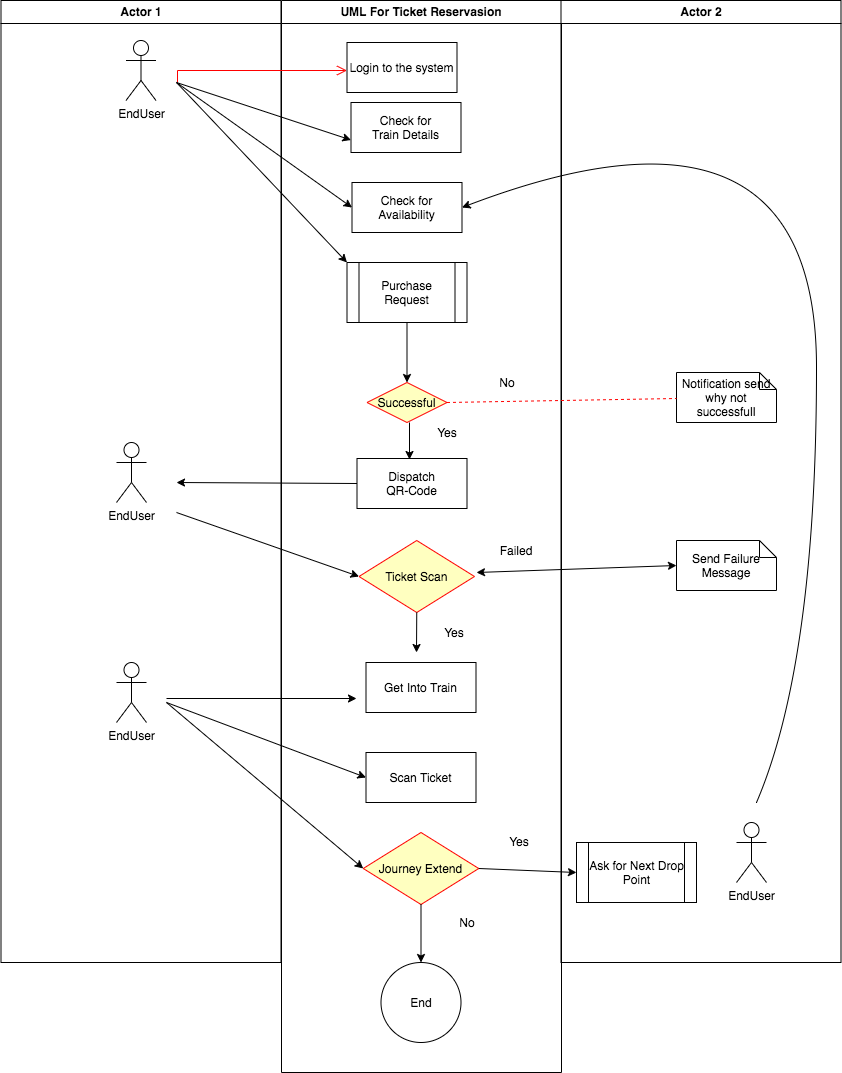 Actor 1
UML For Ticket Reservasion
Actor 2
EndUser
Login to the system
Check for
Train Details
Check for
Availability
Purchase
Request
Successful
No
Notification send
why not
successfull
Yes
Dispatch
QR-Code
EndUser
Ticket Scan
Failed
Send Failure
Message
Yes
EndUser
Get Into Train
Scan Ticket
Journey Extend
Yes
Ask for Next Drop
Point
EndUser
No
End